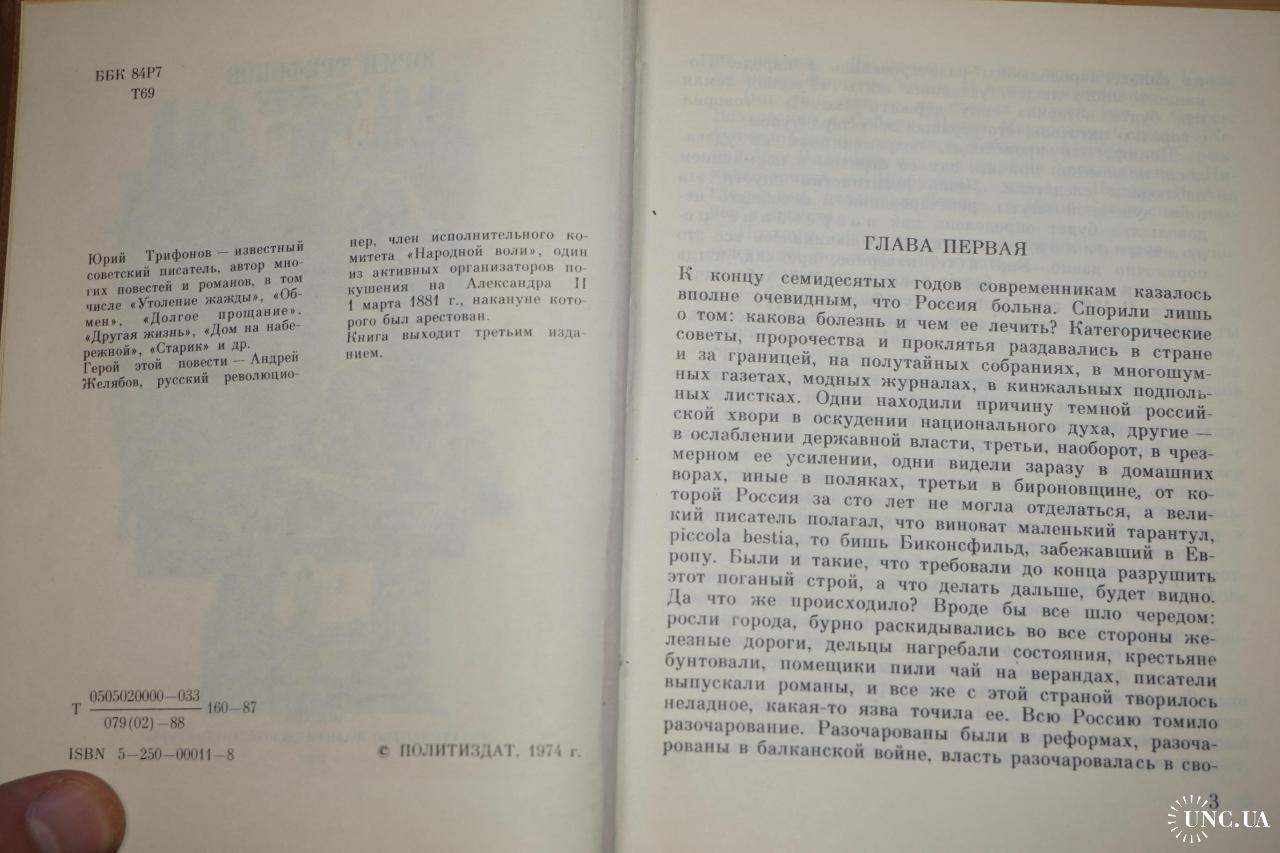 ББК 84Р7
Т69
Юрий Трифонов — известный
советский писатель, автор мно-
гих повестей и романов, в том
числе «Утоление жажды», «Об-
мен», «Долгое прощание».
«Другая жизнь», «Дом на набе-
режной», «Старик» и др.
Герой этой повести — Андрей
Желябов, русский революцио-
нер, член исполнительного ко-
митета «Народной воли», один
из активных организаторов по-
кушения на Александра II
1 марта 1881 г., накануне кото-
рого был арестован.
Книга выходит третьим изда-
нием.
Т 0505020000—033 160—87
079(02)—88
ISBN 5—250—00011—8
© ПОЛИТИЗДАТ, 1974 г.
ГЛАВА ПЕРВАЯ
К концу семидесятых годов современникам казалось
вполне очевидным, что Россия больна. Спорили лишь
о том: какова болезнь и чем ее лечить? Категорические
советы, пророчества и проклятья раздавались в стране
и за границей, на полутайных собраниях, в многошум-
ных газетах, модных журналах, в кинжальных подполь-
ных листках. Одни находили причину темной россий-
ской хвори в оскудении национального духа, другие —
в ослаблении державной власти, третьи, наоборот, в чрез-
мерном ее усилении, одни видели заразу в домашних
ворах, иные в поляках, третьи в бироновщине, от ко-
торой Россия за сто лет не могла отделаться, а вели-
кий писатель полагал, что виноват маленький тарантул,
piccola bestia, то бишь Биконсфильд, забежавший в Ев-
ропу. Были и такие, что требовали до конца разрушить
этот поганый строй, а что делать дальше, будет видно.
Да что же происходило? Вроде бы все шло чередом:
росли города, бурно раскидывались во все стороны же-
лезные дороги, дельцы нагребали состояния, крестьяне
бунтовали, помещики пили чай на верандах, писатели
выпускали романы, и все же с этой страной творилось
неладное, какая-то язва точила ее. Всю Россию томило
разочарование. Разочарованы были в реформах, разоча-
рованы в балканской войне, власть разочаровалась в сво-
3
UNC.UA